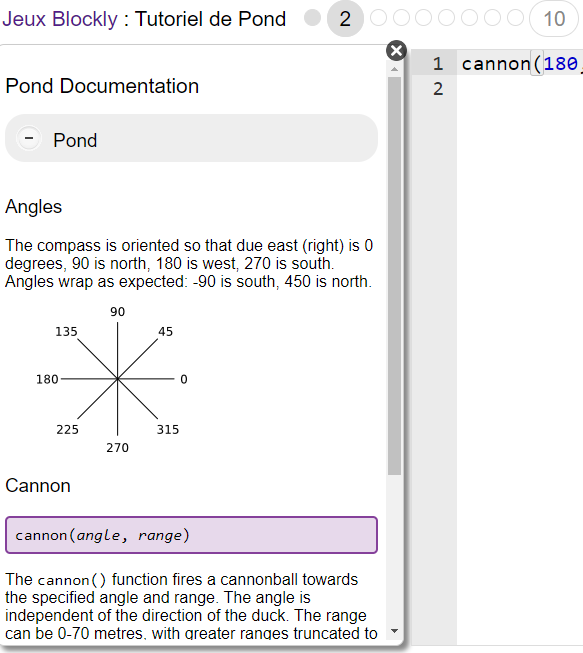 Jeux Blockly : Tutoriel de Pond 2 10
Pond Documentation
Pond
Angles
The compass is oriented so that due east (right) is 0
degrees, 90 is north, 180 is west, 270 is south.
Angles wrap as expected: -90 is south, 450 is north.
90
135 45
180 0
225 315
270
Cannon
cannon(angle, range)
The cannon() function fires a cannonball towards
the specified angle and range. The angle is
independent of the direction of the duck. The range
can be 0-70 metres, with greater ranges truncated to
1 cannon(180,
2